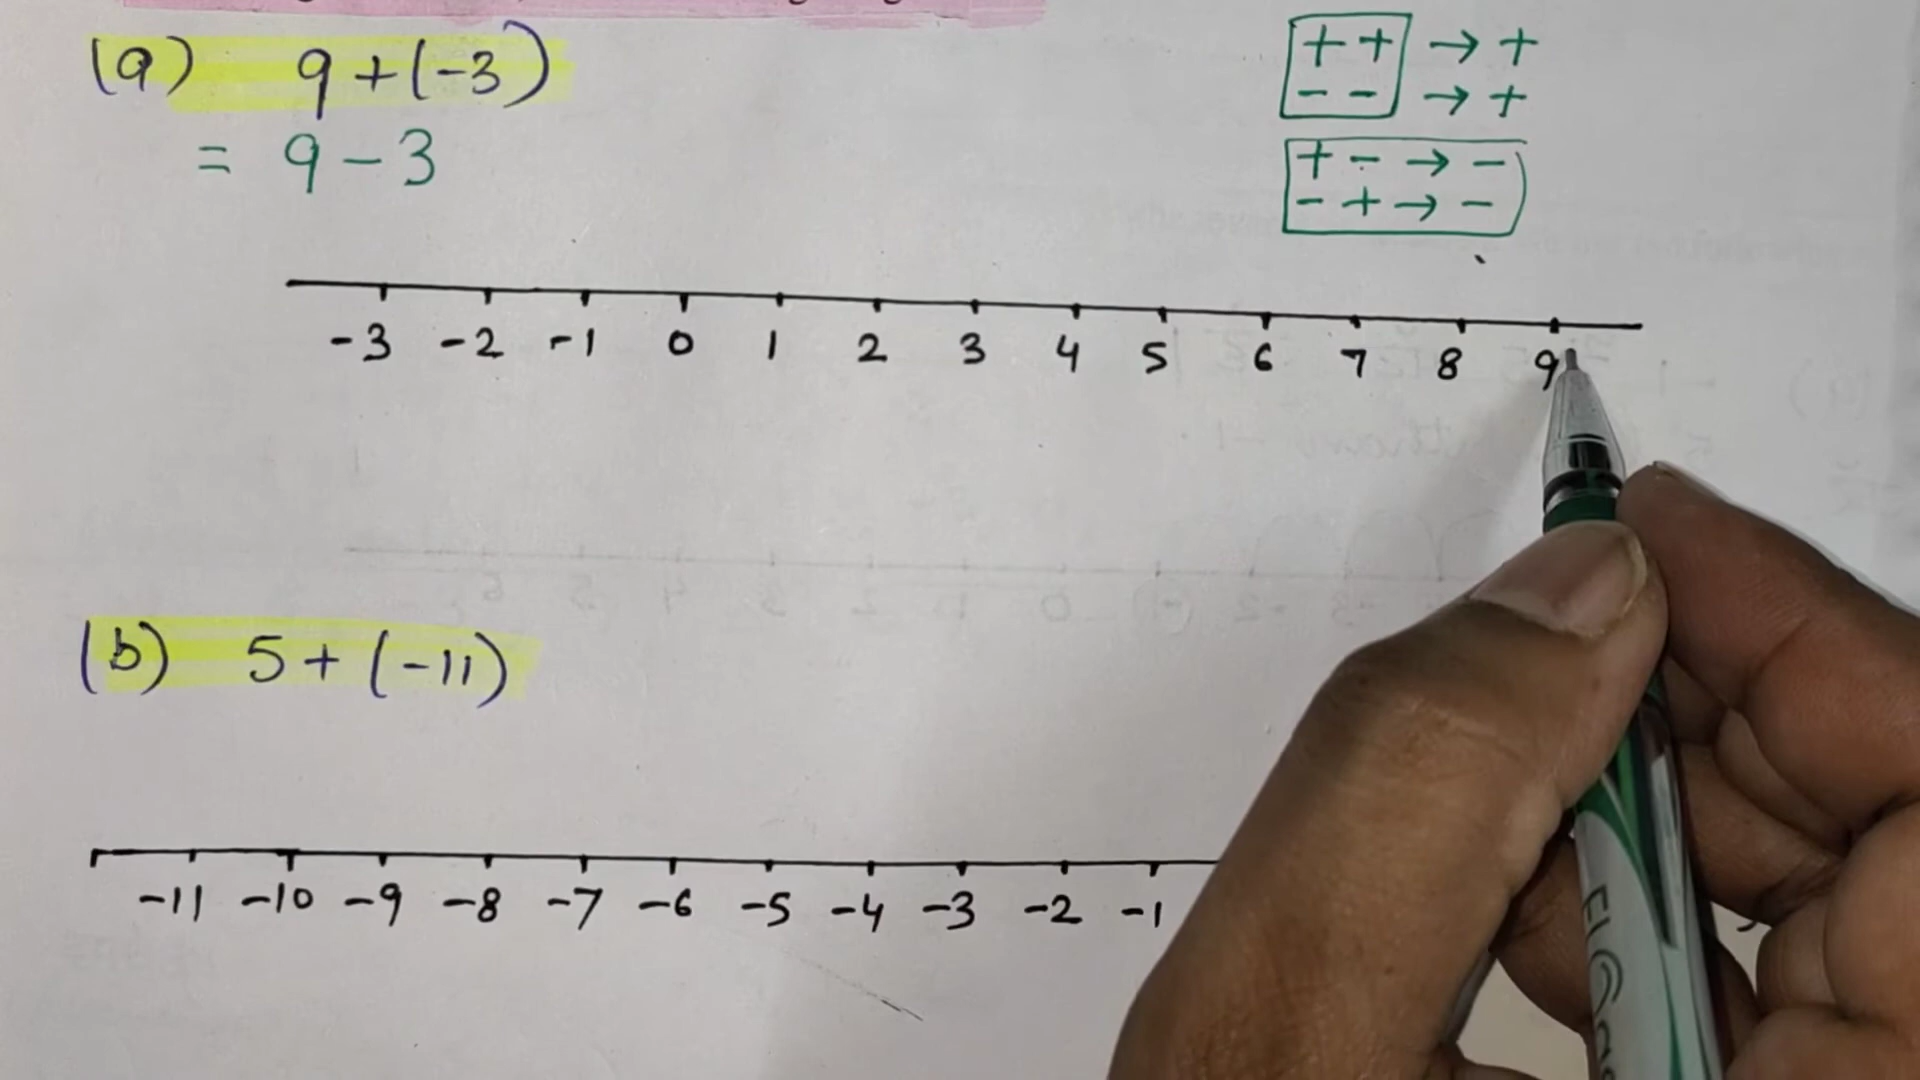 (a) 9 + (-3)
= 9 - 3
+ + → +
- - → +
+ - → -
- + → -
-3 -2 -1 0 1 2 3 4 5 6 7 8 9
(b) 5 + (-11)
-11 -10 -9 -8 -7 -6 -5 -4 -3 -2 -1